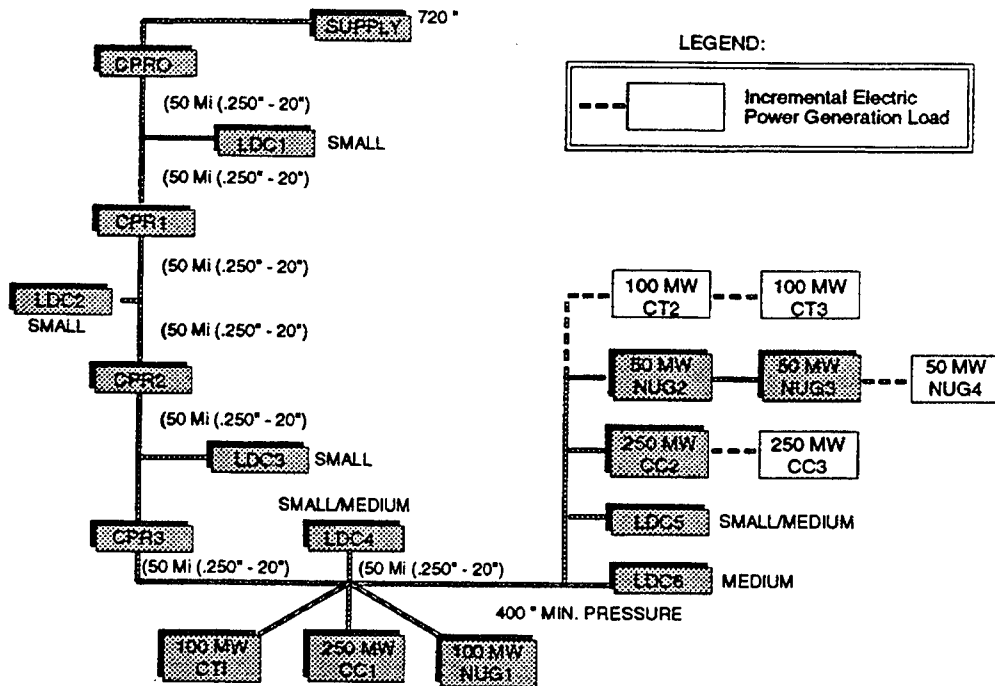 SUPPLY 720 "
CPRO
LEGEND:
Incremental Electric
Power Generation Load
(50 Mi (.250" - 20")
LDC1 SMALL
(50 Mi (.250" - 20")
CPR1
(50 Mi (.250" - 20")
LDC2
SMALL
(50 Mi (.250" - 20")
CPR2
(50 Mi (.250" - 20")
LDC3 SMALL
CPR3
(50 Mi (.250" - 20")
SMALL/MEDIUM
LDC4
(50 Mi (.250" - 20")
100 MW
CTI
250 MW
CC1
100 MW
NUG1
400 " MIN. PRESSURE
100 MW
CT2
100 MW
CT3
50 MW
NUG2
50 MW
NUG3
50 MW
NUG4
250 MW
CC2
250 MW
CC3
LDC5 SMALL/MEDIUM
LDC6 MEDIUM